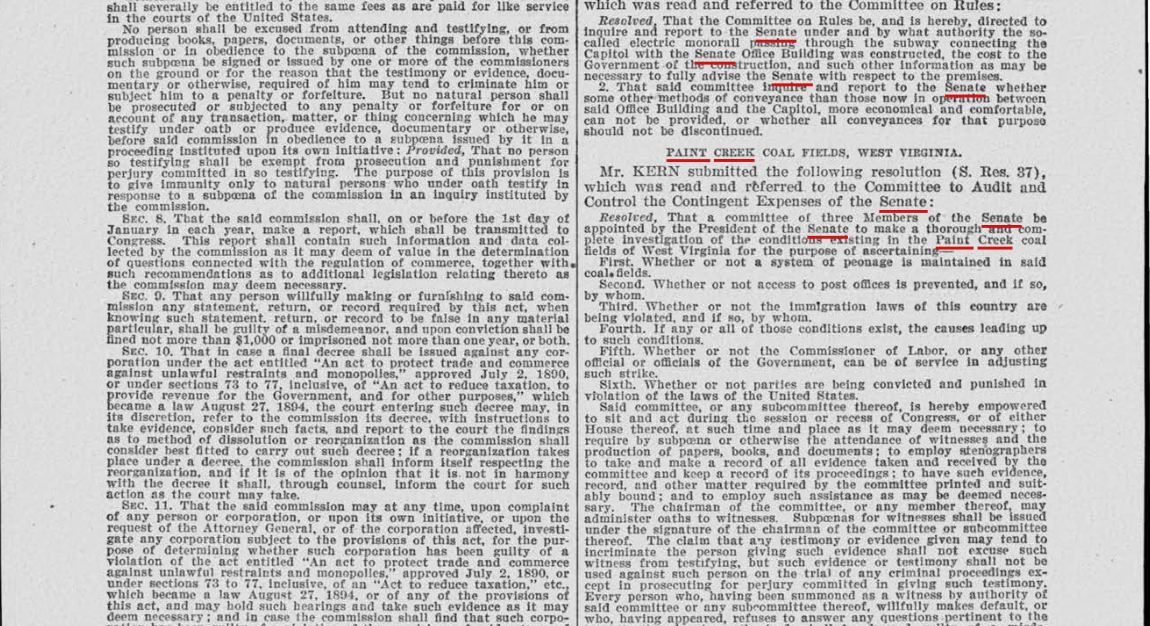 shall severally be entitled to the same fees as are paid for like service
in the courts of the United States.
No person shall be excused from attending and testifying, or from
producing books, papers, documents, or other things before this com-
mission or in obedience to the subpœna of the commission, whether
such subpœna be signed or issued by one or more of the commissioners
on the ground or for the reason that the testimony or evidence, docu-
mentary or otherwise, required of him may tend to criminate him or
subject him to a penalty or forfeiture. But no natural person shall
be prosecuted or subjected to any penalty or forfeiture for or on
account of any transaction, matter, or thing concerning which he may
testify under oath or produce evidence, documentary or otherwise,
before said commission in obedience to a subpœna issued by it in a
proceeding instituted upon its own initiative: Provided, That no person
so testifying shall be exempt from prosecution and punishment for
perjury committed in so testifying. The purpose of this provision is
to give immunity only to natural persons who under oath testify in
response to a subpœna of the commission in an inquiry instituted by
the commission.
SEC. 8. That the said commission shall, on or before the 1st day of
January in each year, make a report, which shall be transmitted to
Congress. This report shall contain such information and data col-
lected by the commission as it may deem of value in the determination
of questions connected with the regulation of commerce, together with
such recommendations as to additional legislation relating thereto as
the commission may deem necessary.
SEC. 9. That any person willfully making or furnishing to said com-
mission any statement, return, or record required by this act, when
knowing such statement, return, or record to be false in any material
particular, shall be guilty of a misdemeanor, and upon conviction shall be
fined not more than $1,000 or imprisoned not more than one year, or both.
SEC. 10. That in case a final decree shall be issued against any cor-
poration under the act entitled "An act to protect trade and commerce
against unlawful restraints and monopolies," approved July 2, 1890,
or under sections 73 to 77, inclusive, of "An act to reduce taxation, to
provide revenue for the Government, and for other purposes," which
became a law August 27, 1894, the court entering such decree may, in
its discretion, refer to the commission its decree, with instructions to
take evidence, consider such facts, and report to the court the findings
as to method of dissolution or reorganization as the commission shall
consider best fitted to carry out such decree; if a reorganization takes
place under a decree, the commission shall inform itself respecting the
reorganization, and if it is of the opinion that it is not in harmony
with the decree it shall, through counsel, inform the court for such
action as the court may take.
SEC. 11. That the said commission may at any time, upon complaint
of any person or corporation, or upon its own initiative, or upon the
request of the Attorney General, or of the corporation affected, investi-
gate any corporation subject to the provisions of this act, for the pur-
pose of determining whether such corporation has been guilty of a
violation of the act entitled "An act to protect trade and commerce
against unlawful restraints and monopolies," approved July 2, 1890, or
under sections 73 to 77, inclusive, of an "Act to reduce taxation," etc.,
which became a law August 27, 1894, or of any of the provisions of
this act, and may hold such hearings and take such evidence as it may
deem necessary; and in case the commission shall find that such corpo-
which was read and referred to the Committee on Rules:
Resolved, That the Committee on Rules be, and is hereby, directed to
inquire and report to the Senate under and by what authority the so-
called electric monorail passing through the subway connecting the
Capitol with the Senate Office Building was constructed, the cost to the
Government of the construction, and such other information as may be
necessary to fully advise the Senate with respect to the premises.
2. That said committee inquire and report to the Senate whether
some other methods of conveyance than those now in operation between
said Office Building and the Capitol, more economical and comfortable,
can not be provided, or whether all conveyances for that purpose
should not be discontinued.
PAINT CREEK COAL FIELDS, WEST VIRGINIA.
Mr. KERN submitted the following resolution (S. Res. 37),
which was read and referred to the Committee to Audit and
Control the Contingent Expenses of the Senate:
Resolved, That a committee of three Members of the Senate be
appointed by the President of the Senate to make a thorough and com-
plete investigation of the conditions existing in the Paint Creek coal
fields of West Virginia for the purpose of ascertaining—
First. Whether or not a system of peonage is maintained in said
coal fields.
Second. Whether or not access to post offices is prevented, and if so,
by whom.
Third. Whether or not the immigration laws of this country are
being violated, and if so, by whom.
Fourth. If any or all of those conditions exist, the causes leading up
to such conditions.
Fifth. Whether or not the Commissioner of Labor, or any other
official or officials of the Government, can be of service in adjusting
such strike.
Sixth. Whether or not parties are being convicted and punished in
violation of the laws of the United States.
Said committee, or any subcommittee thereof, is hereby empowered
to sit and act during the session or recess of Congress, or of either
House thereof, at such time and place as it may deem necessary; to
require by subpœna or otherwise the attendance of witnesses and the
production of papers, books, and documents; to employ stenographers
to take and make a record of all evidence taken and received by the
committee and keep a record of its proceedings; to have such evidence,
record, and other matter required by the committee printed and suit-
ably bound; and to employ such assistance as may be deemed neces-
sary. The chairman of the committee, or any member thereof, may
administer oaths to witnesses. Subpœnas for witnesses shall be issued
under the signature of the chairman of the committee or subcommittee
thereof. The claim that any testimony or evidence given may tend to
incriminate the person giving such evidence shall not excuse such
witness from testifying, but such evidence or testimony shall not be
used against such person on the trial of any criminal proceedings ex-
cept in prosecuting for perjury committed in giving such testimony.
Every person who, having been summoned as a witness by authority of
said committee or any subcommittee thereof, willfully makes default, or
who, having appeared, refuses to answer any questions pertinent to the